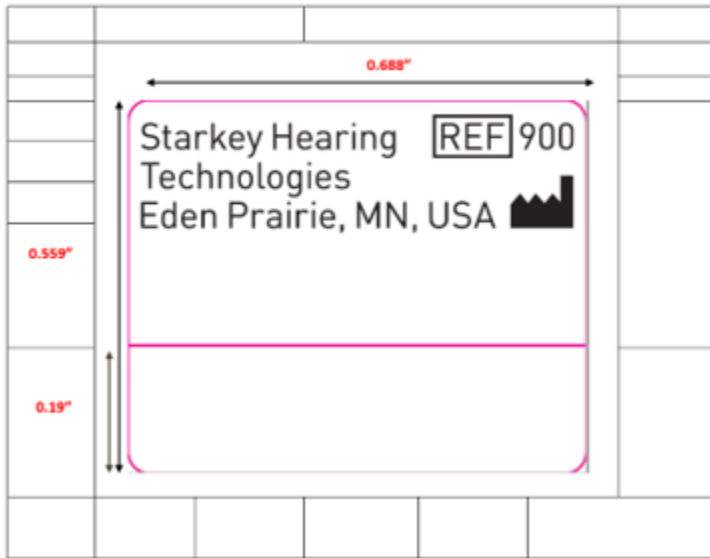 0.688"
Starkey Hearing REF 900
Technologies
Eden Prairie, MN, USA
0.559"
0.19"